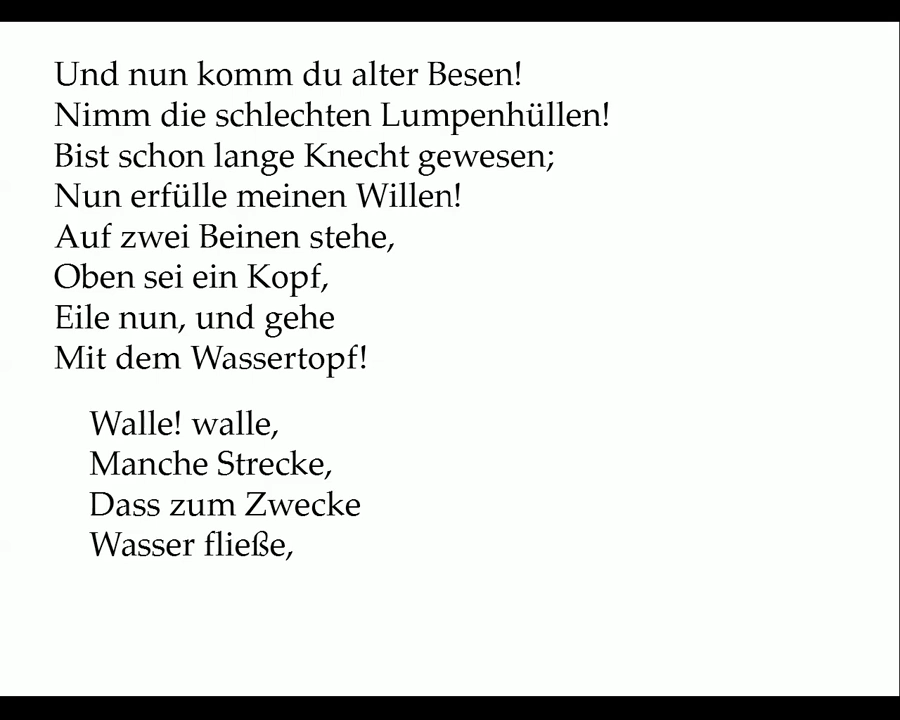 Und nun komm du alter Besen!
Nimm die schlechten Lumpenhüllen!
Bist schon lange Knecht gewesen;
Nun erfülle meinen Willen!
Auf zwei Beinen stehe,
Oben sei ein Kopf,
Eile nun, und gehe
Mit dem Wassertopf!
Walle! walle,
Manche Strecke,
Dass zum Zwecke
Wasser fließe,